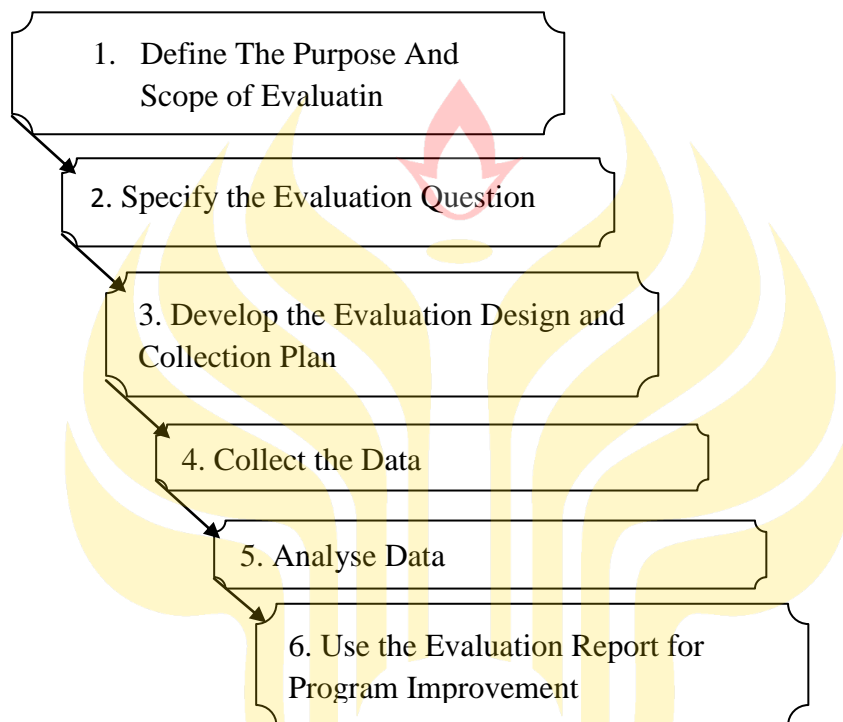 1. Define The Purpose And
Scope of Evaluatin
2. Specify the Evaluation Question
3. Develop the Evaluation Design and
Collection Plan
4. Collect the Data
5. Analyse Data
6. Use the Evaluation Report for
Program Improvement